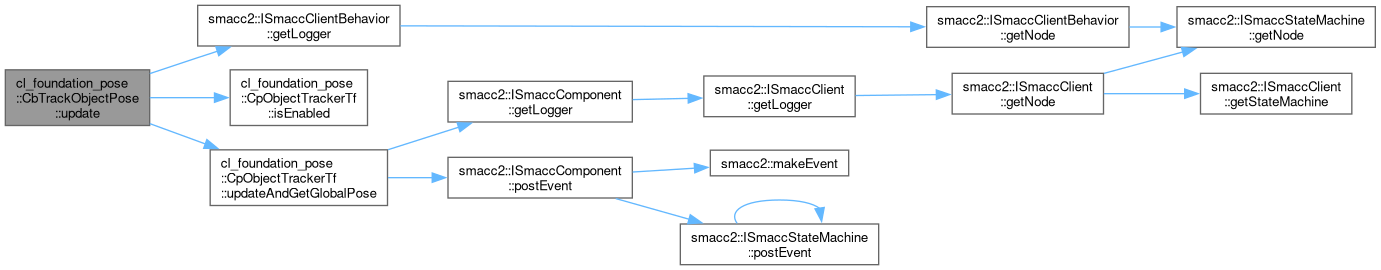 smacc2::ISmaccClientBehavior
::getLogger
smacc2::ISmaccClientBehavior
::getNode
smacc2::ISmaccStateMachine
::getNode
cl_foundation_pose
::CbTrackObjectPose
::update
cl_foundation_pose
::CpObjectTrackerTf
::isEnabled
smacc2::ISmaccComponent
::getLogger
smacc2::ISmaccClient
::getLogger
smacc2::ISmaccClient
::getNode
smacc2::ISmaccClient
::getStateMachine
cl_foundation_pose
::CpObjectTrackerTf
::updateAndGetGlobalPose
smacc2::ISmaccComponent
::postEvent
smacc2::makeEvent
smacc2::ISmaccStateMachine
::postEvent